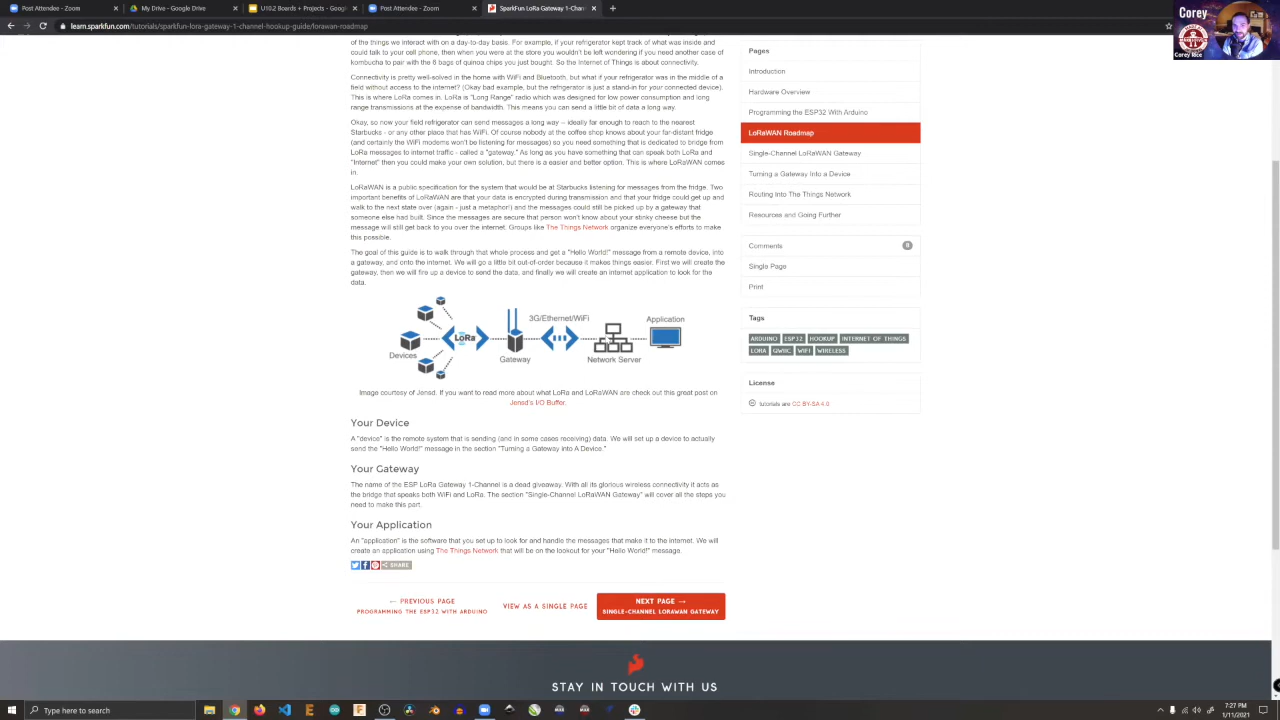 Post Attendee - Zoom
My Drive - Google Drive
U10.2 Boards + Projects - Google
Post Attendee - Zoom
SparkFun LoRa Gateway 1-Chan
learn.sparkfun.com/tutorials/sparkfun-lora-gateway-1-channel-hookup-guide/lorawan-roadmap
Corey
Corey Rice
of the things we interact with on a day-to-day basis. For example, if your refrigerator kept track of what was inside and
could talk to your cell phone, then when you were at the store you wouldn't be left wondering if you need another case of
kombucha to pair with the 6 bags of quinoa chips you just bought. So the Internet of Things is about connectivity.
Connectivity is pretty well-solved in the home with WiFi and Bluetooth, but what if your refrigerator was in the middle of a
field without access to the internet? (Okay bad example, but the refrigerator is just a stand-in for your connected device).
This is where LoRa comes in. LoRa is "Long Range" radio which was designed for low power consumption and long
range transmissions at the expense of bandwidth. This means you can send a little bit of data a long way.
Okay, so now your field refrigerator can send messages a long way – ideally far enough to reach to the nearest
Starbucks - or any other place that has WiFi. Of course nobody at the coffee shop knows about your far-distant fridge
(and certainly the WiFi modems won't be listening for messages) so you need something that is dedicated to bridge from
LoRa messages to internet traffic - called a "gateway." As long as you have something that can speak both LoRa and
"Internet" then you could make your own solution, but there is a easier and better option. This is where LoRaWAN comes
in.
LoRaWAN is a public specification for the system that would be at Starbucks listening for messages from the fridge. Two
important benefits of LoRaWAN are that your data is encrypted during transmission and that your fridge could get up and
walk to the next state over (again - just a metaphor!) and the messages could still be picked up by a gateway that
someone else had built. Since the messages are secure that person won't know about your stinky cheese but the
message will still get back to you over the internet. Groups like The Things Network organize everyone's efforts to make
this possible.
The goal of this guide is to walk through that whole process and get a "Hello World!" message from a remote device, into
a gateway, and onto the internet. We will go a little bit out-of-order because it makes things easier. First we will create the
gateway, then we will fire up a device to send the data, and finally we will create an internet application to look for the
data.
Devices
LoRa
Gateway
3G/Ethernet/WiFi
Network Server
Application
Image courtesy of Jensd. If you want to read more about what LoRa and LoRaWAN are check out this great post on
Jensd's I/O Buffer.
Your Device
A "device" is the remote system that is sending (and in some cases receiving) data. We will set up a device to actually
send the "Hello World!" message in the section "Turning a Gateway into A Device."
Your Gateway
The name of the ESP LoRa Gateway 1-Channel is a dead giveaway. With all its glorious wireless connectivity it acts as
the bridge that speaks both WiFi and LoRa. The section "Single-Channel LoRaWAN Gateway" will cover all the steps you
need to make this part.
Your Application
An "application" is the software that you set up to look for and handle the messages that make it to the internet. We will
create an application using The Things Network that will be on the lookout for your "Hello World!" message.
SHARE
← PREVIOUS PAGE
PROGRAMMING THE ESP32 WITH ARDUINO
VIEW AS A SINGLE PAGE
NEXT PAGE →
SINGLE-CHANNEL LORAWAN GATEWAY
Pages
Introduction
Hardware Overview
Programming the ESP32 With Arduino
LoRaWAN Roadmap
Single-Channel LoRaWAN Gateway
Turning a Gateway Into a Device
Routing Into The Things Network
Resources and Going Further
Comments 8
Single Page
Print
Tags
ARDUINO ESP32 HOOKUP INTERNET OF THINGS
LORA QWIIC WIFI WIRELESS
License
tutorials are CC BY-SA 4.0
STAY IN TOUCH WITH US
Type here to search
7:27 PM
1/11/2021